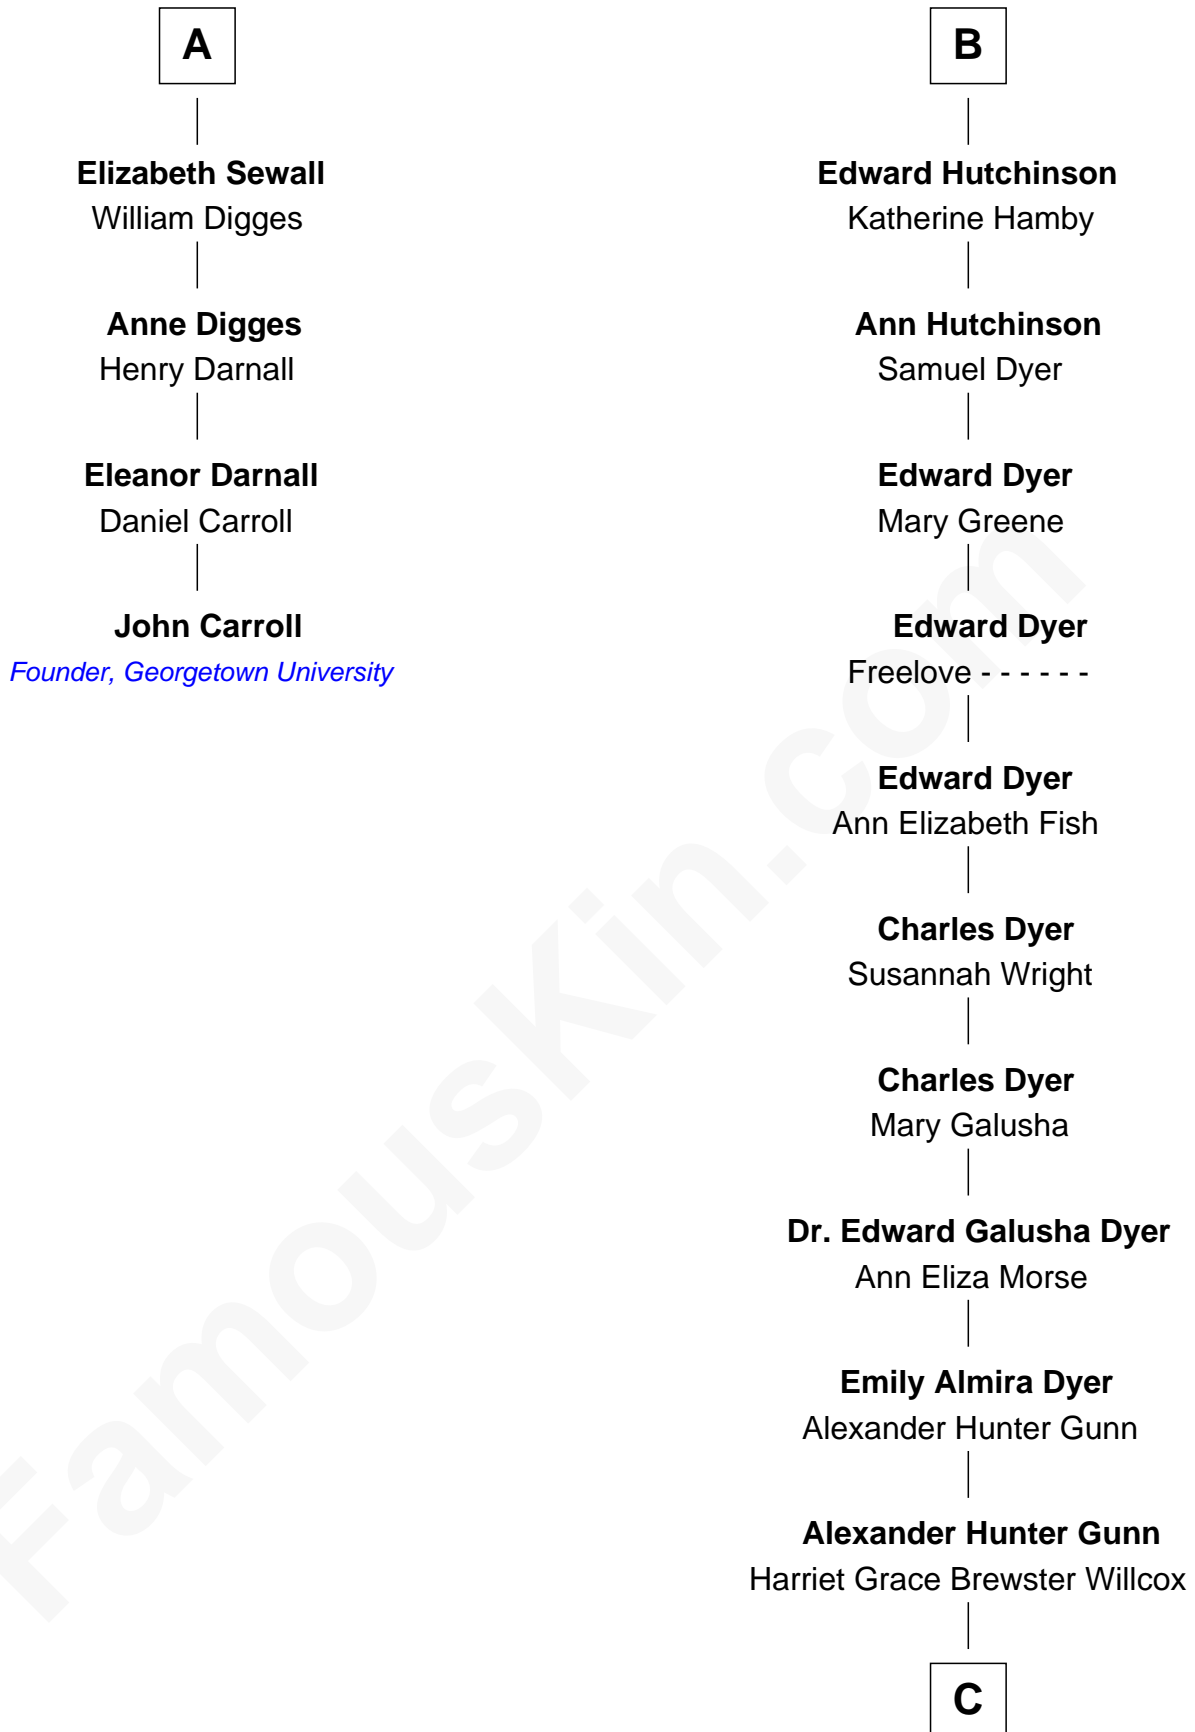 A
Elizabeth Sewall
William Digges
Anne Digges
Henry Darnall
Eleanor Darnall
Daniel Carroll
John Carroll
Founder, Georgetown University
B
Edward Hutchinson
Katherine Hamby
Ann Hutchinson
Samuel Dyer
Edward Dyer
Mary Greene
Edward Dyer
Freelove - - - - - -
Edward Dyer
Ann Elizabeth Fish
Charles Dyer
Susannah Wright
Charles Dyer
Mary Galusha
Dr. Edward Galusha Dyer
Ann Eliza Morse
Emily Almira Dyer
Alexander Hunter Gunn
Alexander Hunter Gunn
Harriet Grace Brewster Willcox
C
FamousKin.com